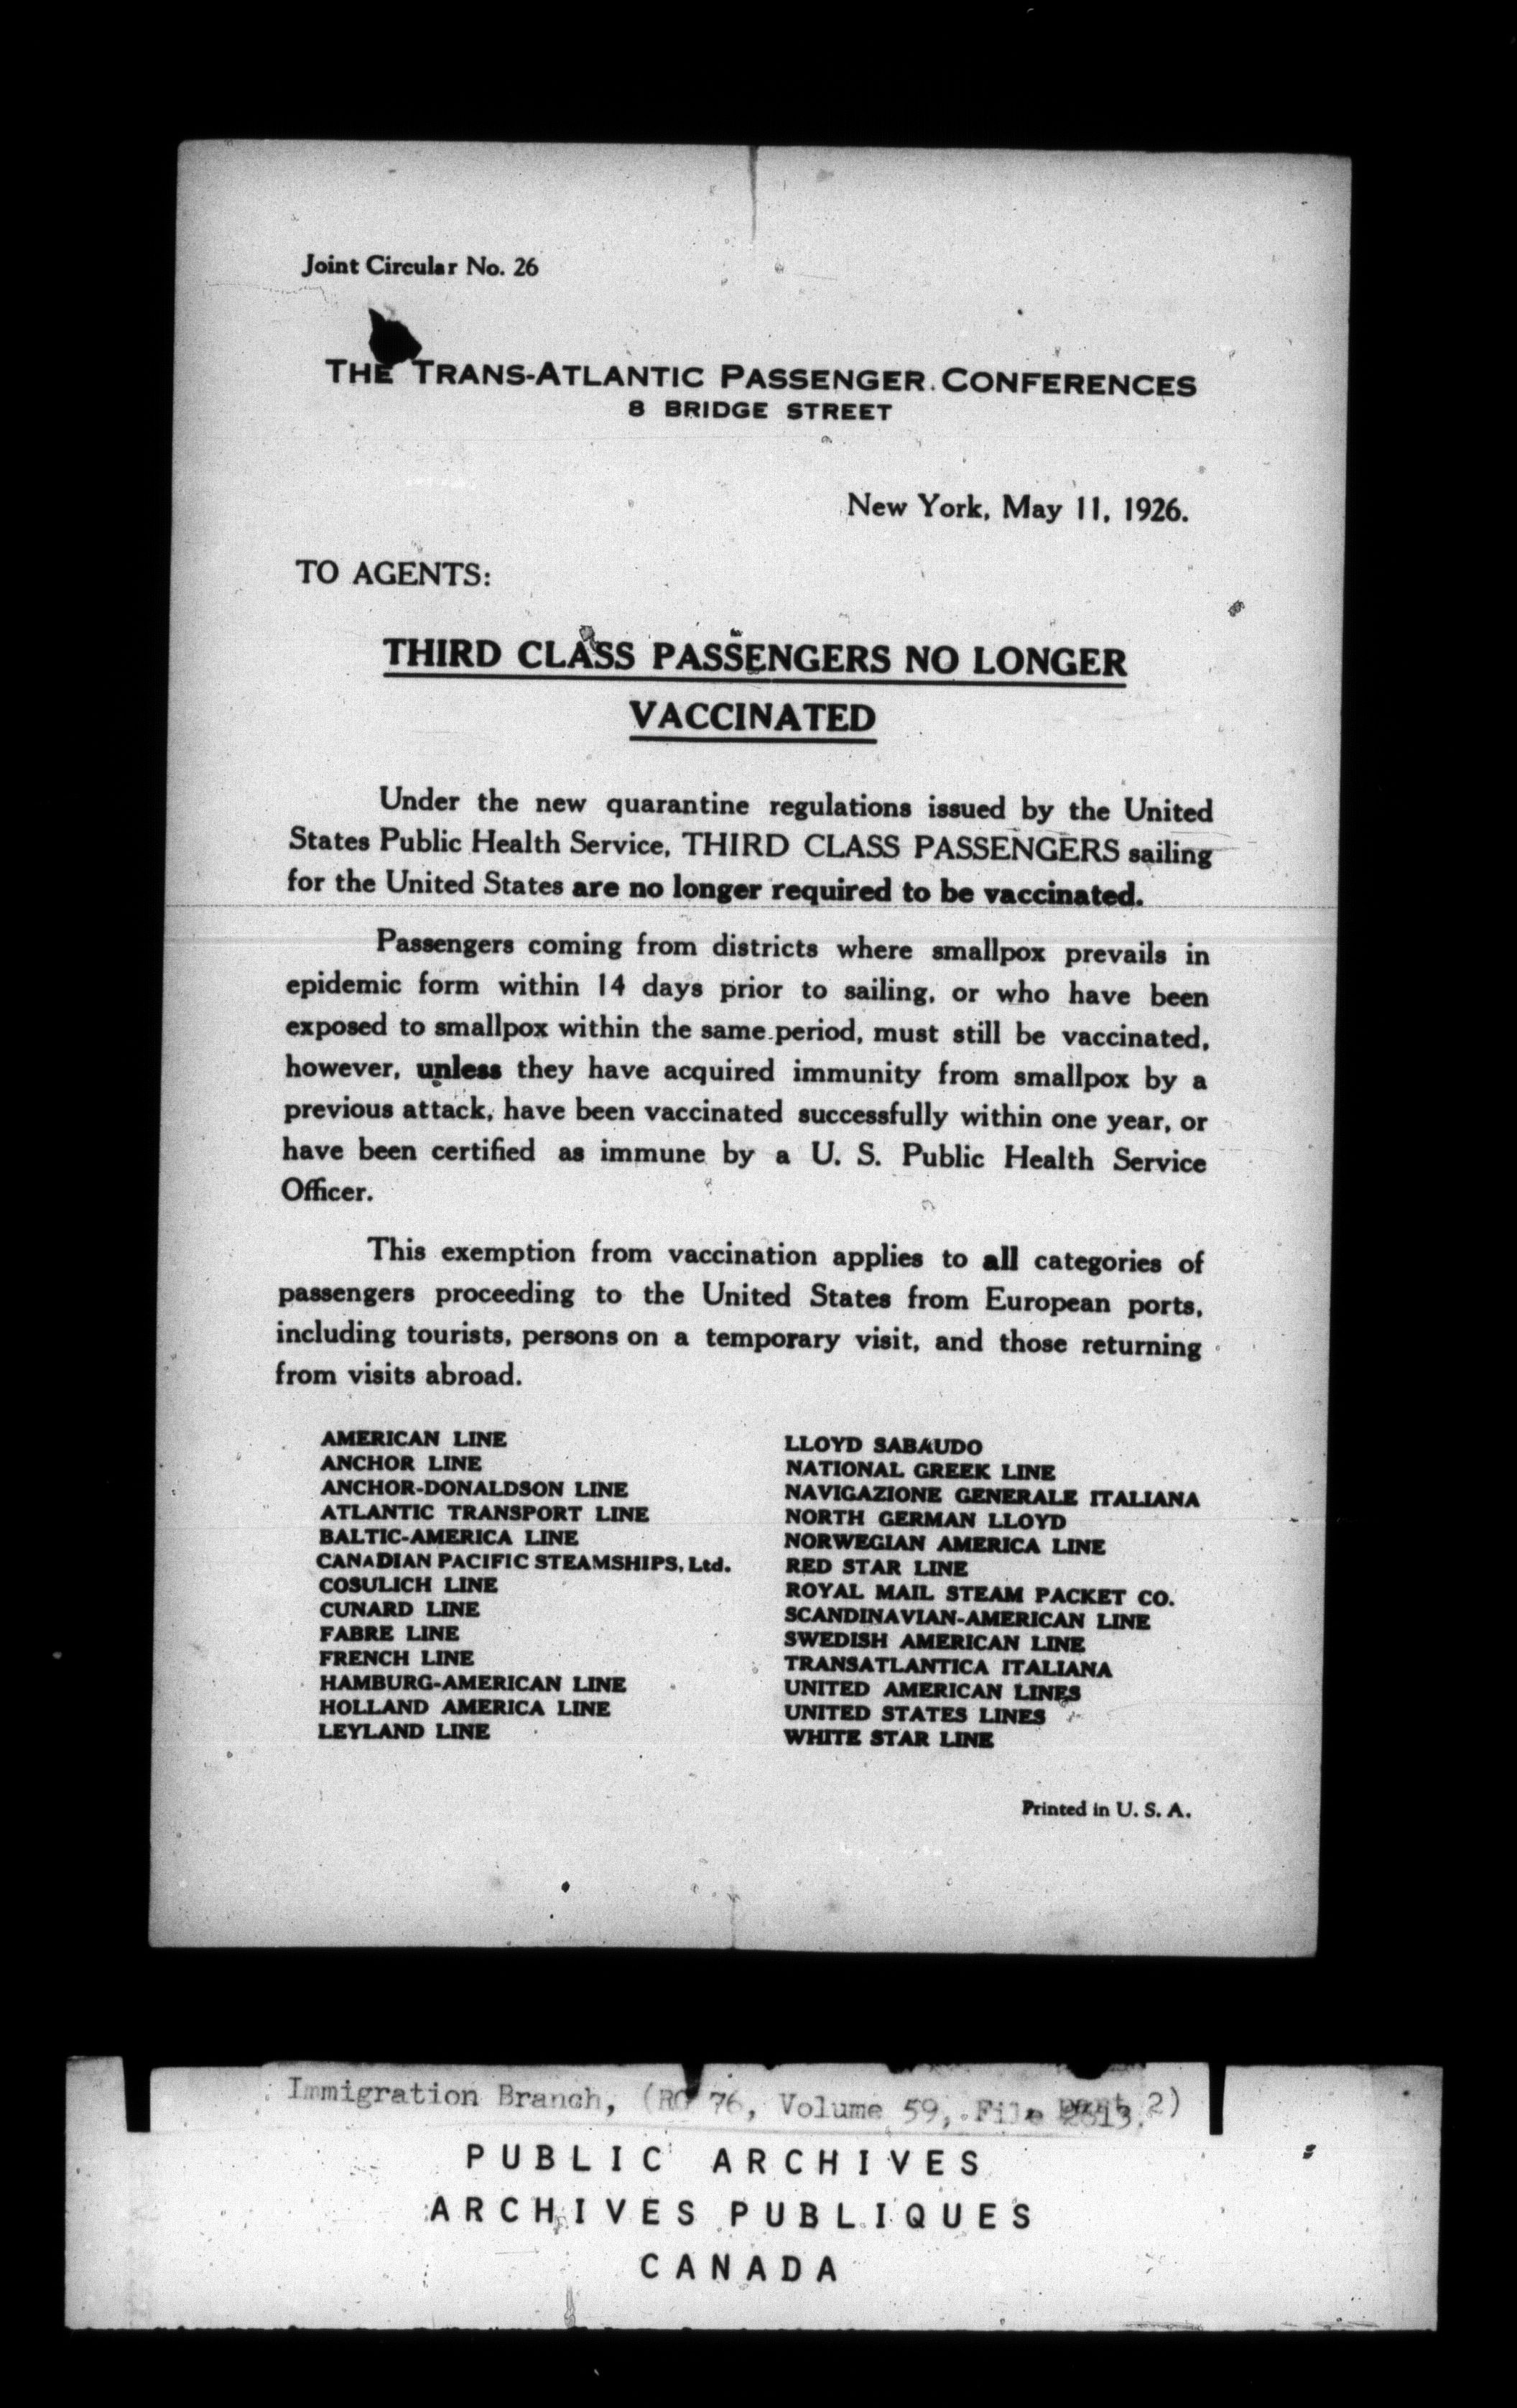 Joint Circular No. 26
THE TRANS-ATLANTIC PASSENGER CONFERENCES
8 BRIDGE STREET
New York, May 11, 1926.
TO AGENTS:
THIRD CLASS PASSENGERS NO LONGER
VACCINATED
Under the new quarantine regulations issued by the United
States Public Health Service, THIRD CLASS PASSENGERS sailing
for the United States are no longer required to be vaccinated.
Passengers coming from districts where smallpox prevails in
epidemic form within 14 days prior to sailing, or who have been
exposed to smallpox within the same period, must still be vaccinated,
however, unless they have acquired immunity from smallpox by a
previous attack, have been vaccinated successfully within one year, or
have been certified as immune by a U. S. Public Health Service
Officer.
This exemption from vaccination applies to all categories of
passengers proceeding to the United States from European ports,
including tourists, persons on a temporary visit, and those returning
from visits abroad.
AMERICAN LINE
ANCHOR LINE
ANCHOR-DONALDSON LINE
ATLANTIC TRANSPORT LINE
BALTIC-AMERICA LINE
CANADIAN PACIFIC STEAMSHIPS, Ltd.
COSULICH LINE
CUNARD LINE
FABRE LINE
FRENCH LINE
HAMBURG-AMERICAN LINE
HOLLAND AMERICA LINE
LEYLAND LINE
LLOYD SABAUDO
NATIONAL GREEK LINE
NAVIGAZIONE GENERALE ITALIANA
NORTH GERMAN LLOYD
NORWEGIAN AMERICA LINE
RED STAR LINE
ROYAL MAIL STEAM PACKET CO.
SCANDINAVIAN-AMERICAN LINE
SWEDISH AMERICAN LINE
TRANSATLANTICA ITALIANA
UNITED AMERICAN LINES
UNITED STATES LINES
WHITE STAR LINE
Printed in U. S. A.
Immigration Branch, (RG 76, Volume 59, File 2613, part 2)
PUBLIC ARCHIVES
ARCHIVES PUBLIQUES
CANADA